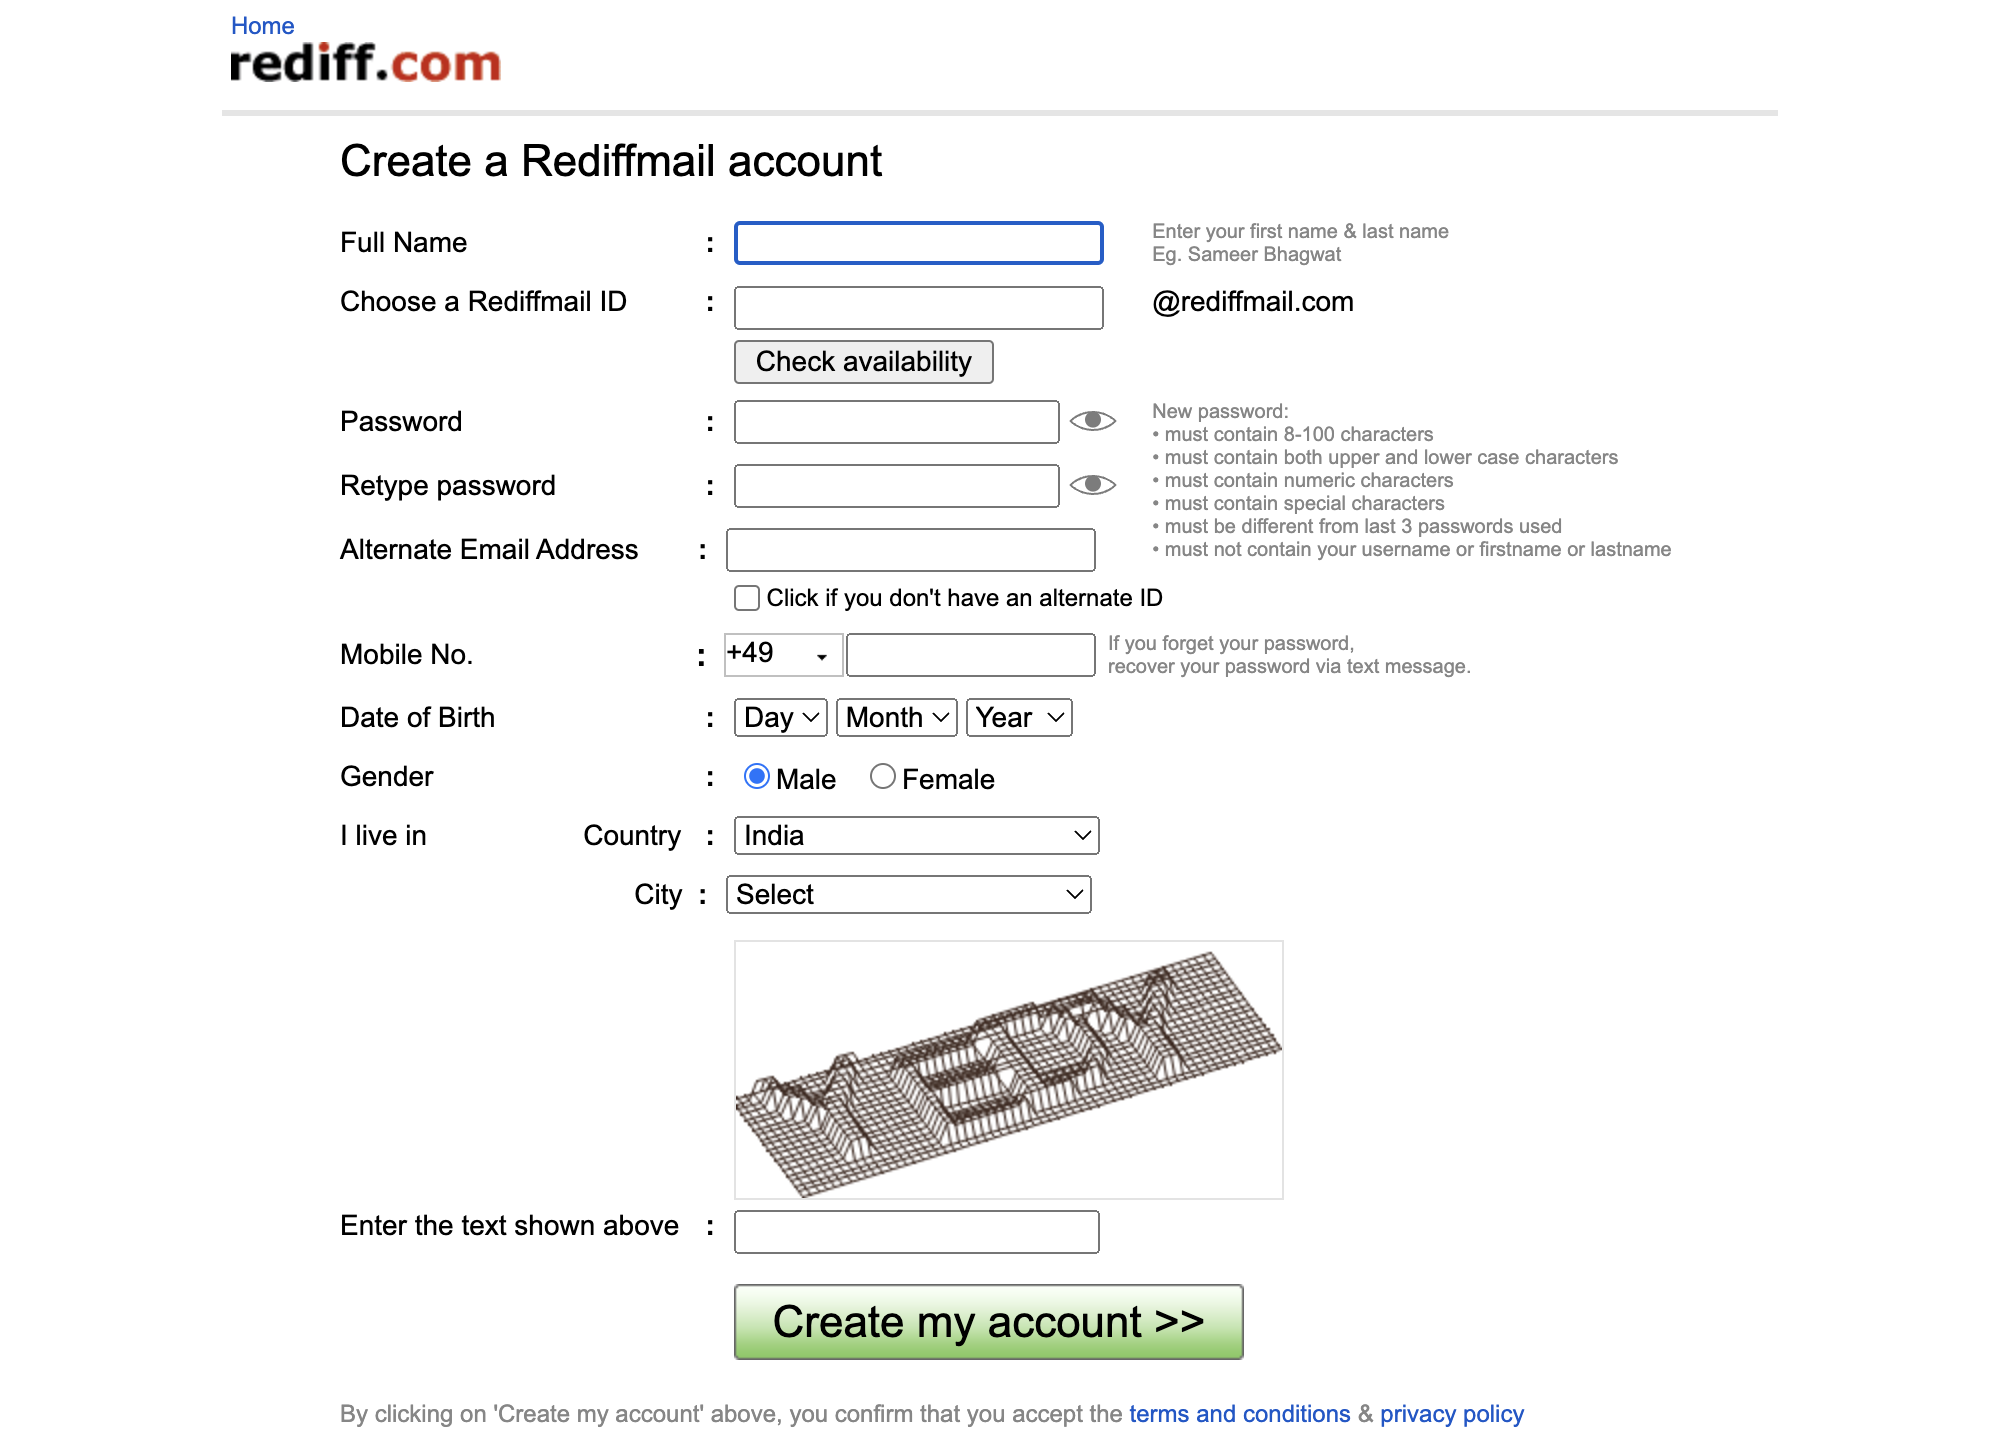 Home
rediff.com
Create a Rediffmail account
Full Name :
Enter your first name & last name
Eg. Sameer Bhagwat
Choose a Rediffmail ID : @rediffmail.com
Check availability
Password :
Retype password :
New password:
• must contain 8-100 characters
• must contain both upper and lower case characters
• must contain numeric characters
• must contain special characters
• must be different from last 3 passwords used
• must not contain your username or firstname or lastname
Alternate Email Address :
Click if you don't have an alternate ID
Mobile No. : +49
If you forget your password,
recover your password via text message.
Date of Birth : Day Month Year
Gender : Male Female
I live in Country : India
City : Select
Enter the text shown above :
Create my account >>
By clicking on 'Create my account' above, you confirm that you accept the terms and conditions & privacy policy